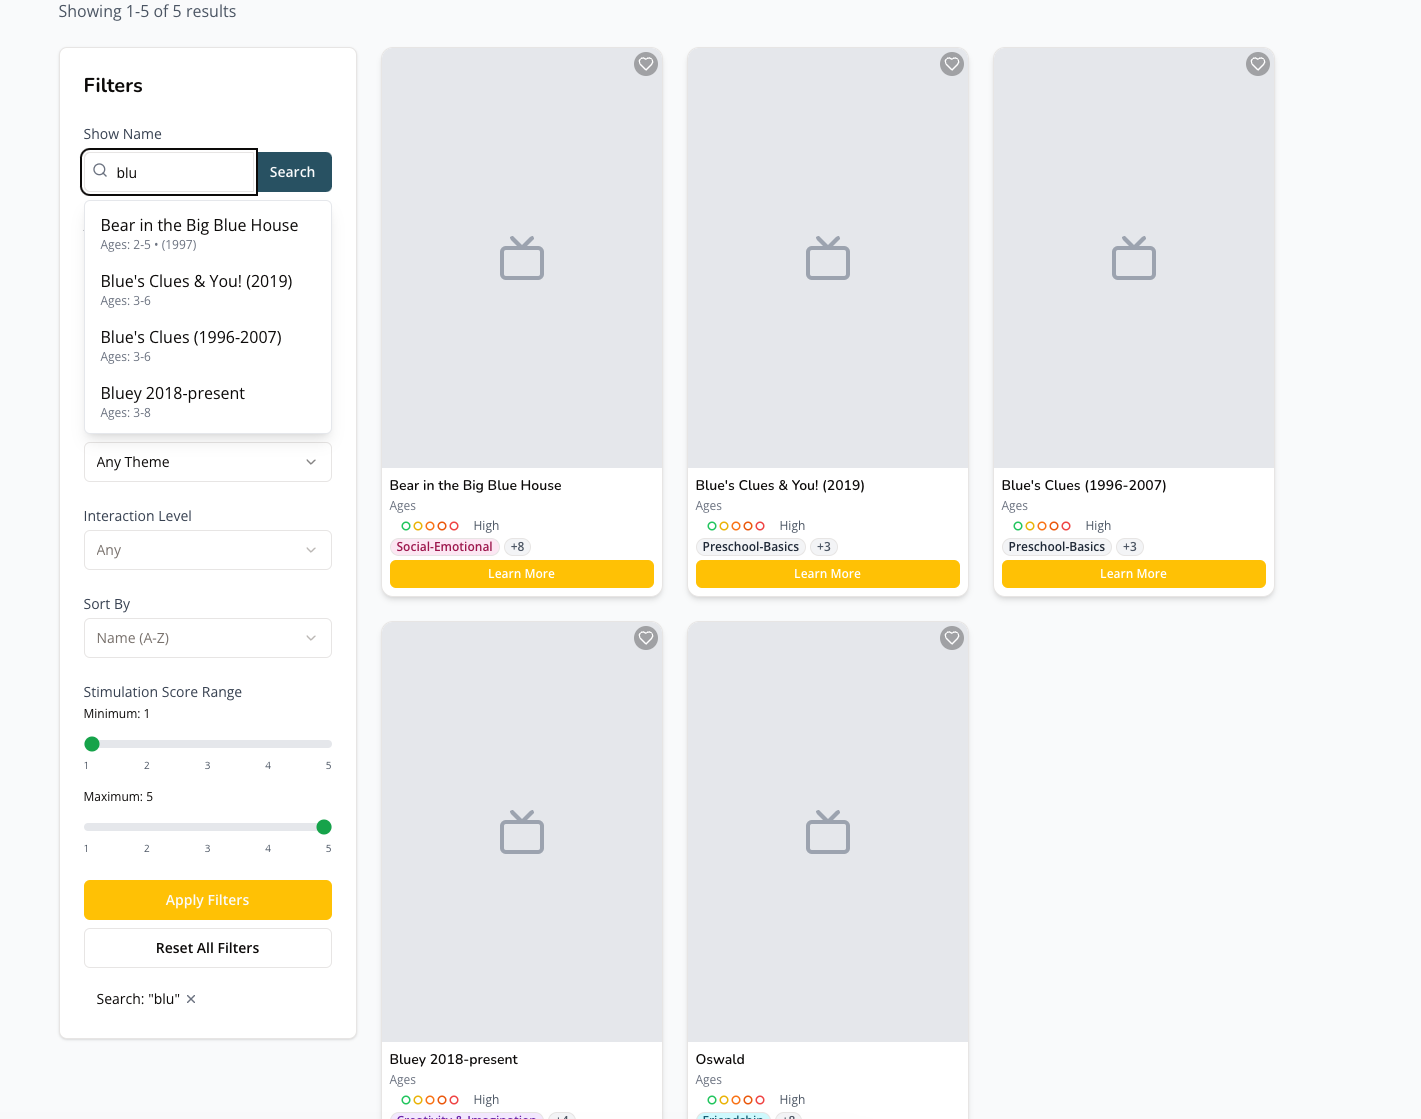 Showing 1-5 of 5 results
Filters
Show Name
blu
Search
Bear in the Big Blue House
Ages: 2-5 • (1997)
Blue's Clues & You! (2019)
Ages: 3-6
Blue's Clues (1996-2007)
Ages: 3-6
Bluey 2018-present
Ages: 3-8
Any Theme
Interaction Level
Any
Sort By
Name (A-Z)
Stimulation Score Range
Minimum: 1
1 2 3 4 5
Maximum: 5
1 2 3 4 5
Apply Filters
Reset All Filters
Search: "blu" ×
Bear in the Big Blue House
Ages
High
Social-Emotional +8
Learn More
Blue's Clues & You! (2019)
Ages
High
Preschool-Basics +3
Learn More
Blue's Clues (1996-2007)
Ages
High
Preschool-Basics +3
Learn More
Bluey 2018-present
Ages
High
Creativity & Imagination +4
Oswald
Ages
High
Friendship +8